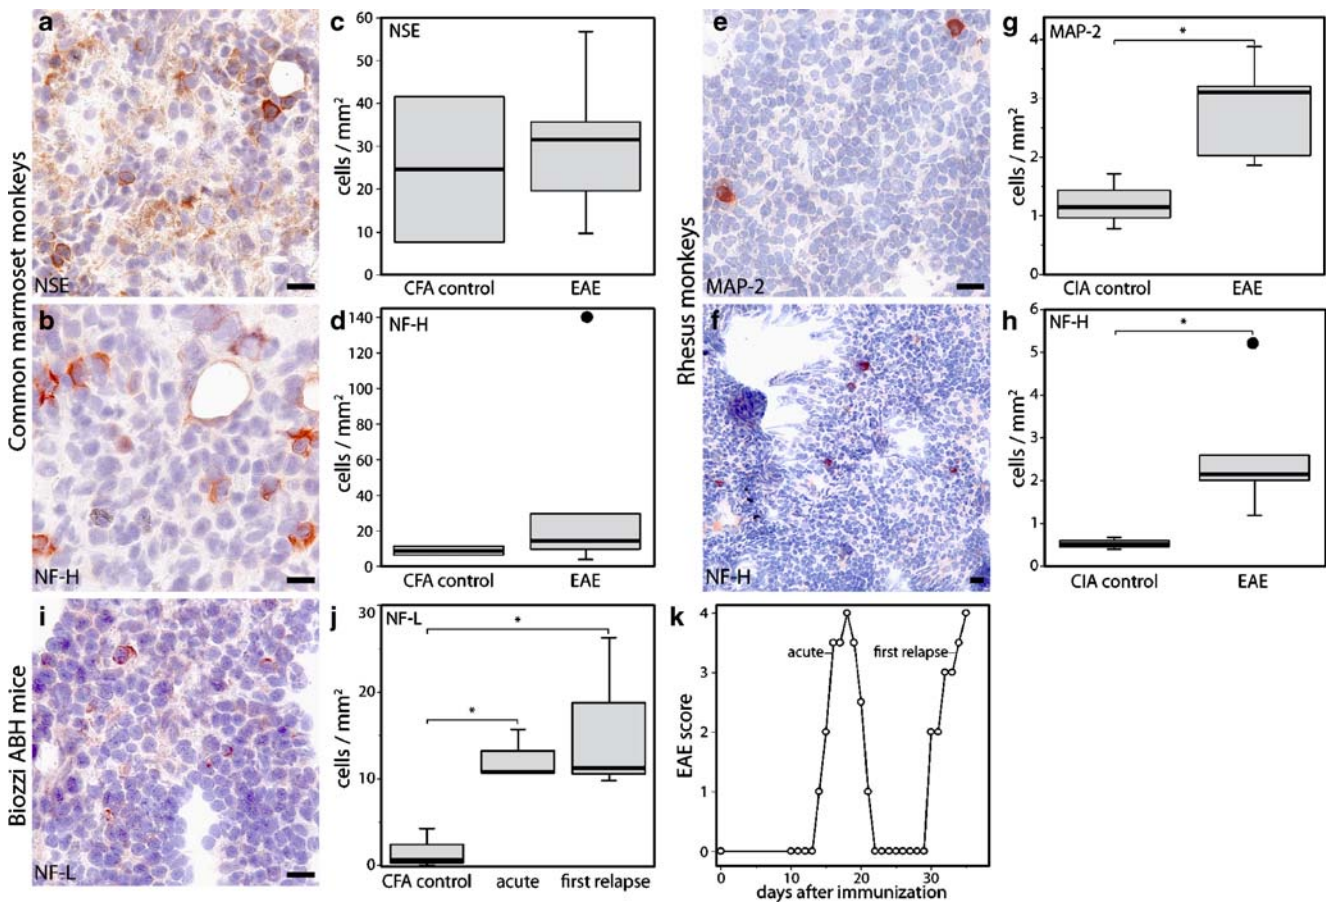 Common marmoset monkeys
a
NSE
b
NF-H
c
NSE
cells / mm²
60
50
40
30
20
10
0
CFA control
EAE
d
NF-H
cells / mm²
140
120
100
80
60
40
20
0
CFA control
EAE
Rhesus monkeys
e
MAP-2
f
NF-H
g
MAP-2
*
cells / mm²
4
3
2
1
0
CIA control
EAE
h
NF-H
*
cells / mm²
6
5
4
3
2
1
0
CIA control
EAE
Biozzi ABH mice
i
NF-L
j
NF-L
*
*
cells / mm²
30
20
10
0
CFA control
acute
first relapse
k
acute
first relapse
EAE score
4
3
2
1
0
0
10
20
30
days after immunization